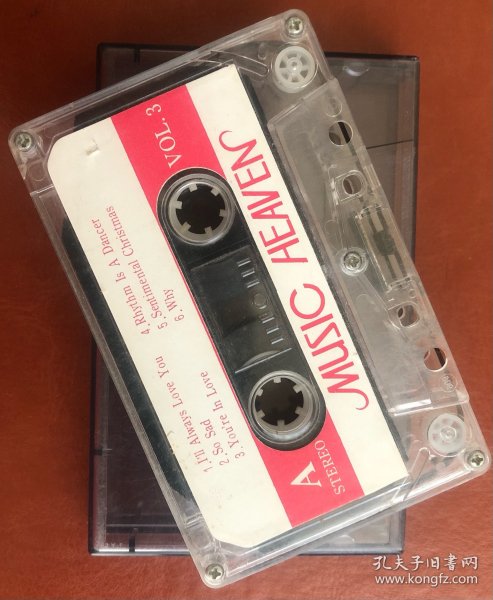 MUSIC HEAVEN
VOL. 3
A
STEREO
1.I'll Always Love You
2.So Sad
3 You're In Love
4.Rhythm Is A Dancer
5.Sentimental Christmas
6.Why
孔夫子旧书网
www.kongfz.com